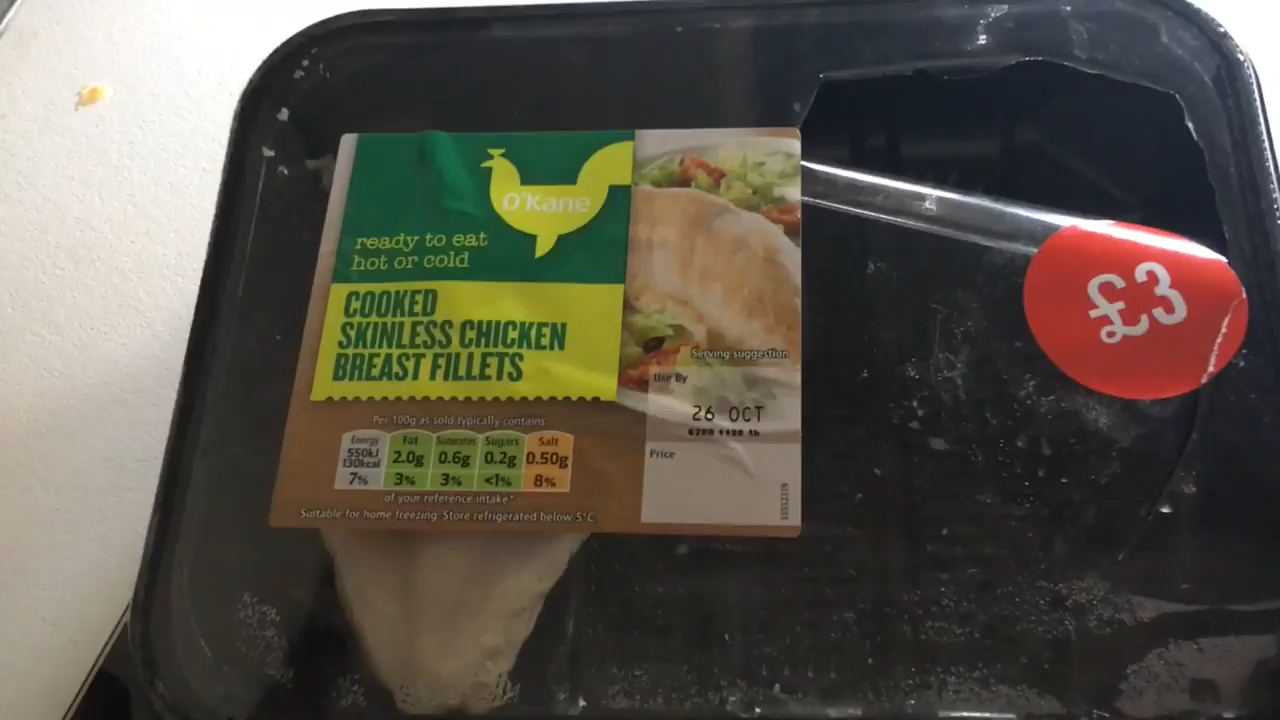 O'Kane
ready to eat
hot or cold
COOKED
SKINLESS CHICKEN
BREAST FILLETS
£3
Serving suggestion
Use By
26 OCT
Price
Per 100g as sold typically contains
Energy Fat Saturates Sugars Salt
550kJ
130kcal 2.0g 0.6g 0.2g 0.50g
7% 3% 3% <1% 8%
of your reference intake*
Suitable for home freezing. Store refrigerated below 5°C